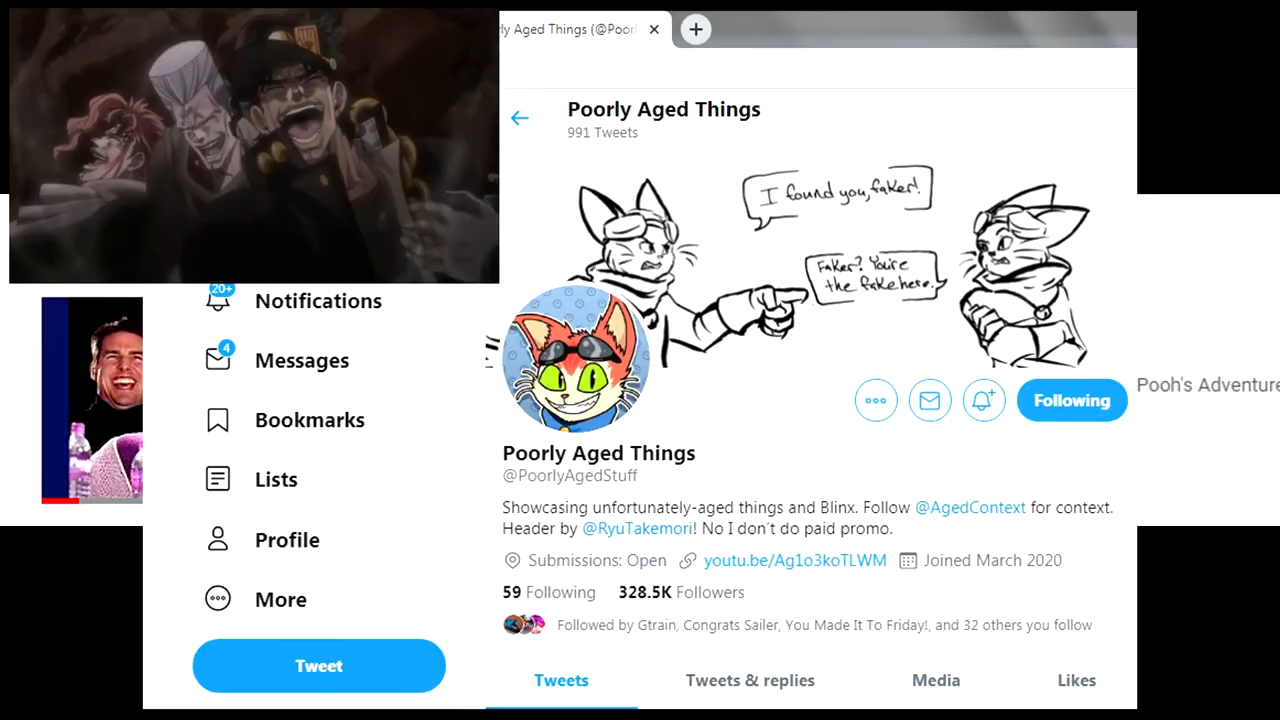 rly Aged Things (@Poor
Poorly Aged Things
991 Tweets
I found you, faker!
Faker? You're
the fake here.
20+
Notifications
4
Messages
Bookmarks
Lists
Profile
More
Tweet
Following
Pooh's Adventure
Poorly Aged Things
@PoorlyAgedStuff
Showcasing unfortunately-aged things and Blinx. Follow @AgedContext for context.
Header by @RyuTakemori! No I don't do paid promo.
Submissions: Open youtu.be/Ag1o3koTLWM Joined March 2020
59 Following 328.5K Followers
Followed by Gtrain, Congrats Sailer, You Made It To Friday!, and 32 others you follow
Tweets Tweets & replies Media Likes